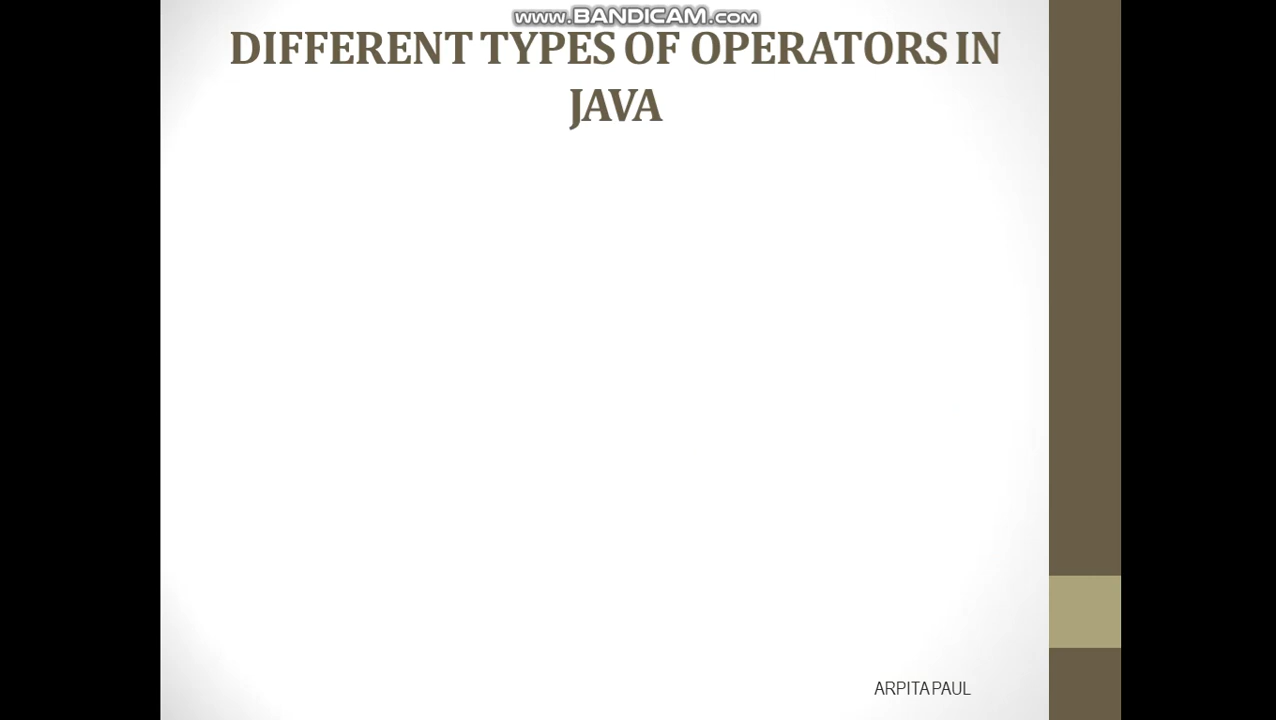 www.BANDICAM.com
DIFFERENT TYPES OF OPERATORS IN
JAVA
ARPITA PAUL